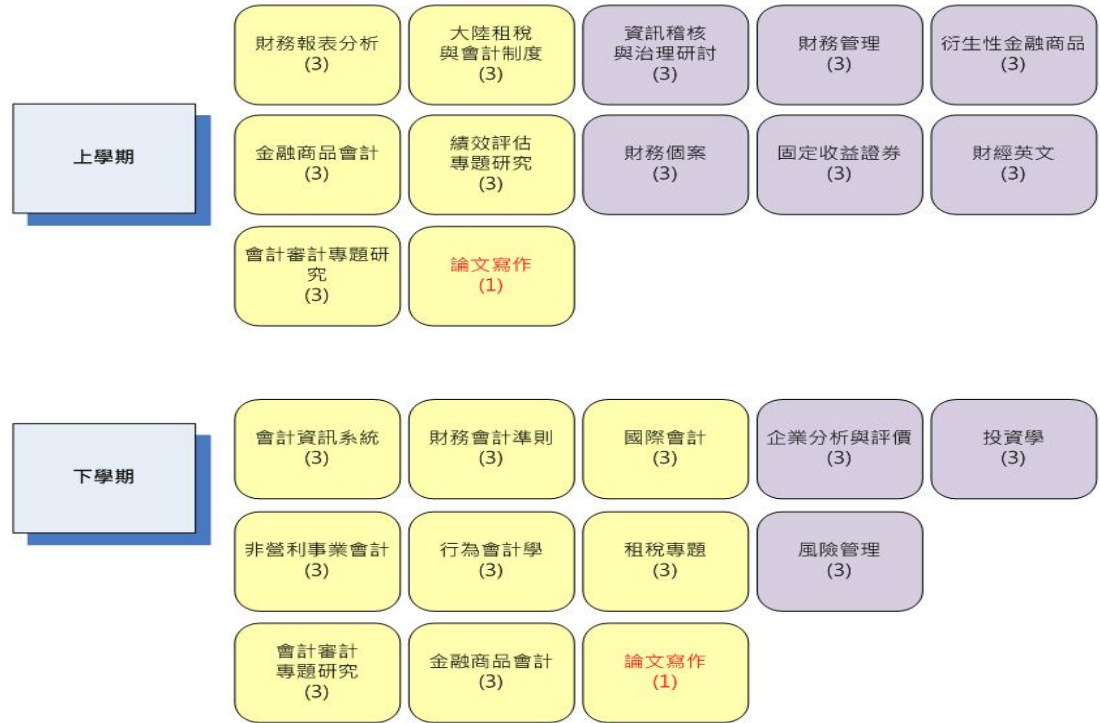 上學期
財務報表分析
(3)
大陸租稅
與會計制度
(3)
資訊稽核
與治理研討
(3)
財務管理
(3)
衍生性金融商品
(3)
金融商品會計
(3)
績效評估
專題研究
(3)
財務個案
(3)
固定收益證券
(3)
財經英文
(3)
會計審計專題研
究
(3)
論文寫作
(1)
下學期
會計資訊系統
(3)
財務會計準則
(3)
國際會計
(3)
企業分析與評價
(3)
投資學
(3)
非營利事業會計
(3)
行為會計學
(3)
租稅專題
(3)
風險管理
(3)
會計審計
專題研究
(3)
金融商品會計
(3)
論文寫作
(1)